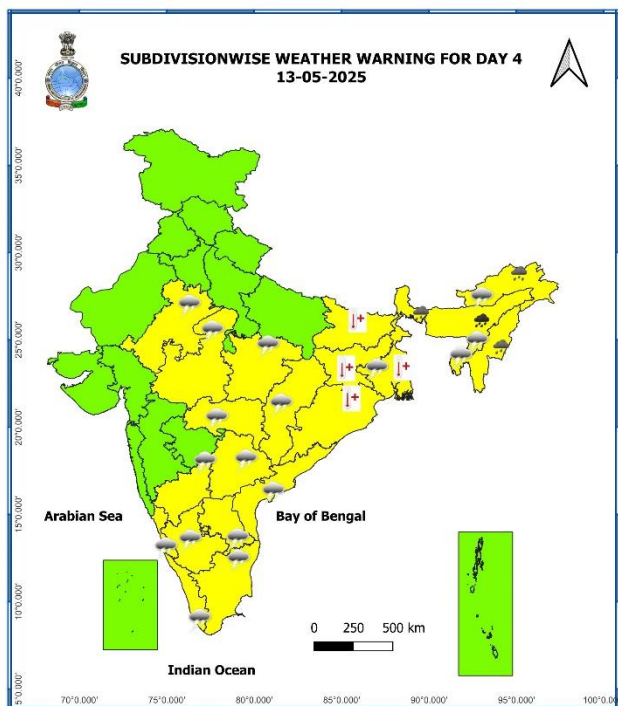 SUBDIVISIONWISE WEATHER WARNING FOR DAY 4
13-05-2025
40°0.000'
35°0.000'
30°0.000'
25°0.000'
20°0.000'
15°0.000'
10°0.000'
5°0.000'
Arabian Sea
Bay of Bengal
0 250 500 km
Indian Ocean
70°0.000' 75°0.000' 80°0.000' 85°0.000' 90°0.000' 95°0.000' 100°0.000'